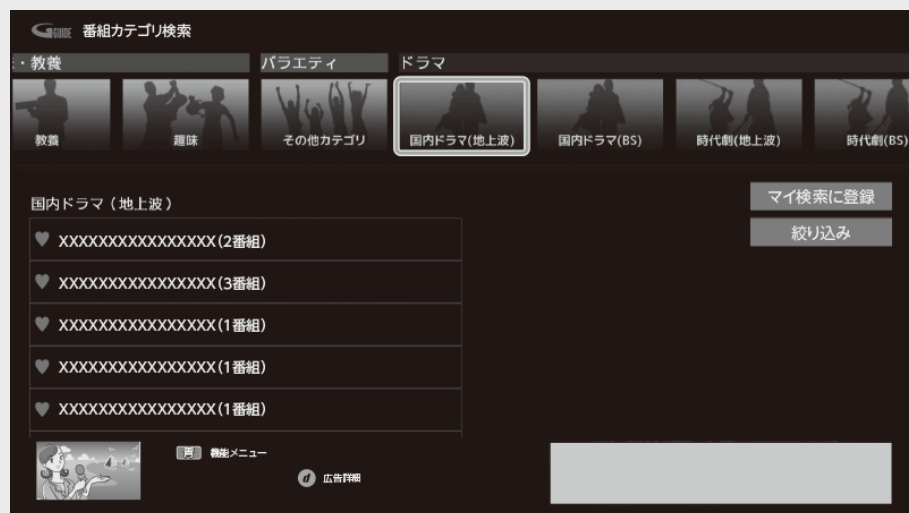 GGUIDE 番組カテゴリ検索
・教養 バラエティ ドラマ
教養 趣味 その他カテゴリ 国内ドラマ(地上波) 国内ドラマ(BS) 時代劇(地上波) 時代劇(BS)
国内ドラマ(地上波)
マイ検索に登録
絞り込み
XXXXXXXXXXXXXXXX(2番組)
XXXXXXXXXXXXXXXX(3番組)
XXXXXXXXXXXXXXXX(1番組)
XXXXXXXXXXXXXXXX(1番組)
XXXXXXXXXXXXXXXX(1番組)
青 機能メニュー
d 広告詳細